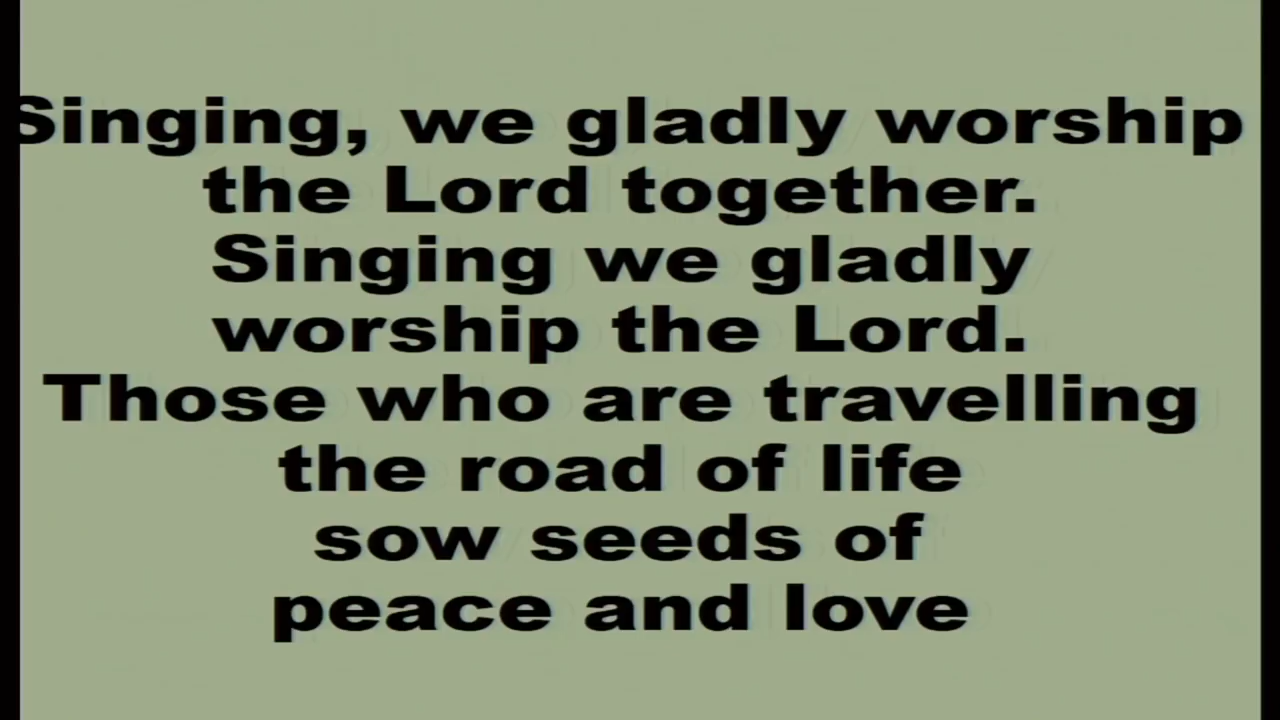 Singing, we gladly worship
the Lord together.
Singing we gladly
worship the Lord.
Those who are travelling
the road of life
sow seeds of
peace and love